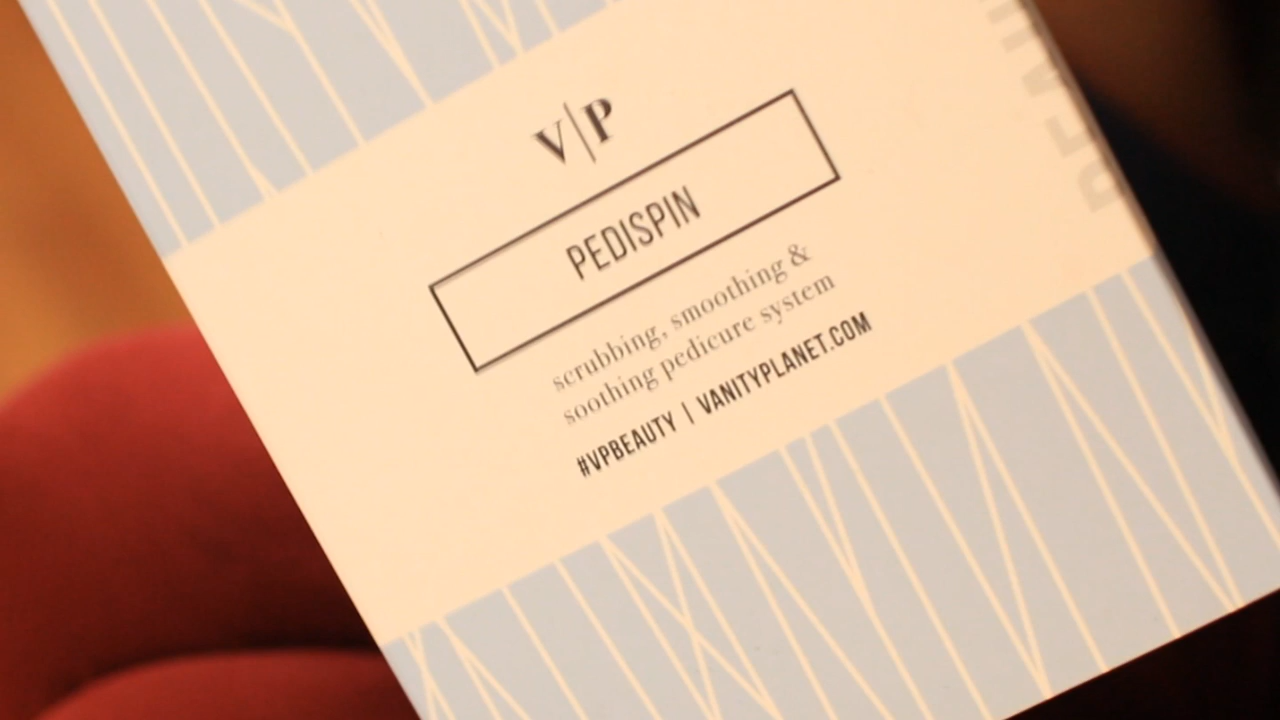 V|P
PEDISPIN
scrubbing, smoothing &
soothing pedicure system
#VPBEAUTY | VANITYPLANET.COM